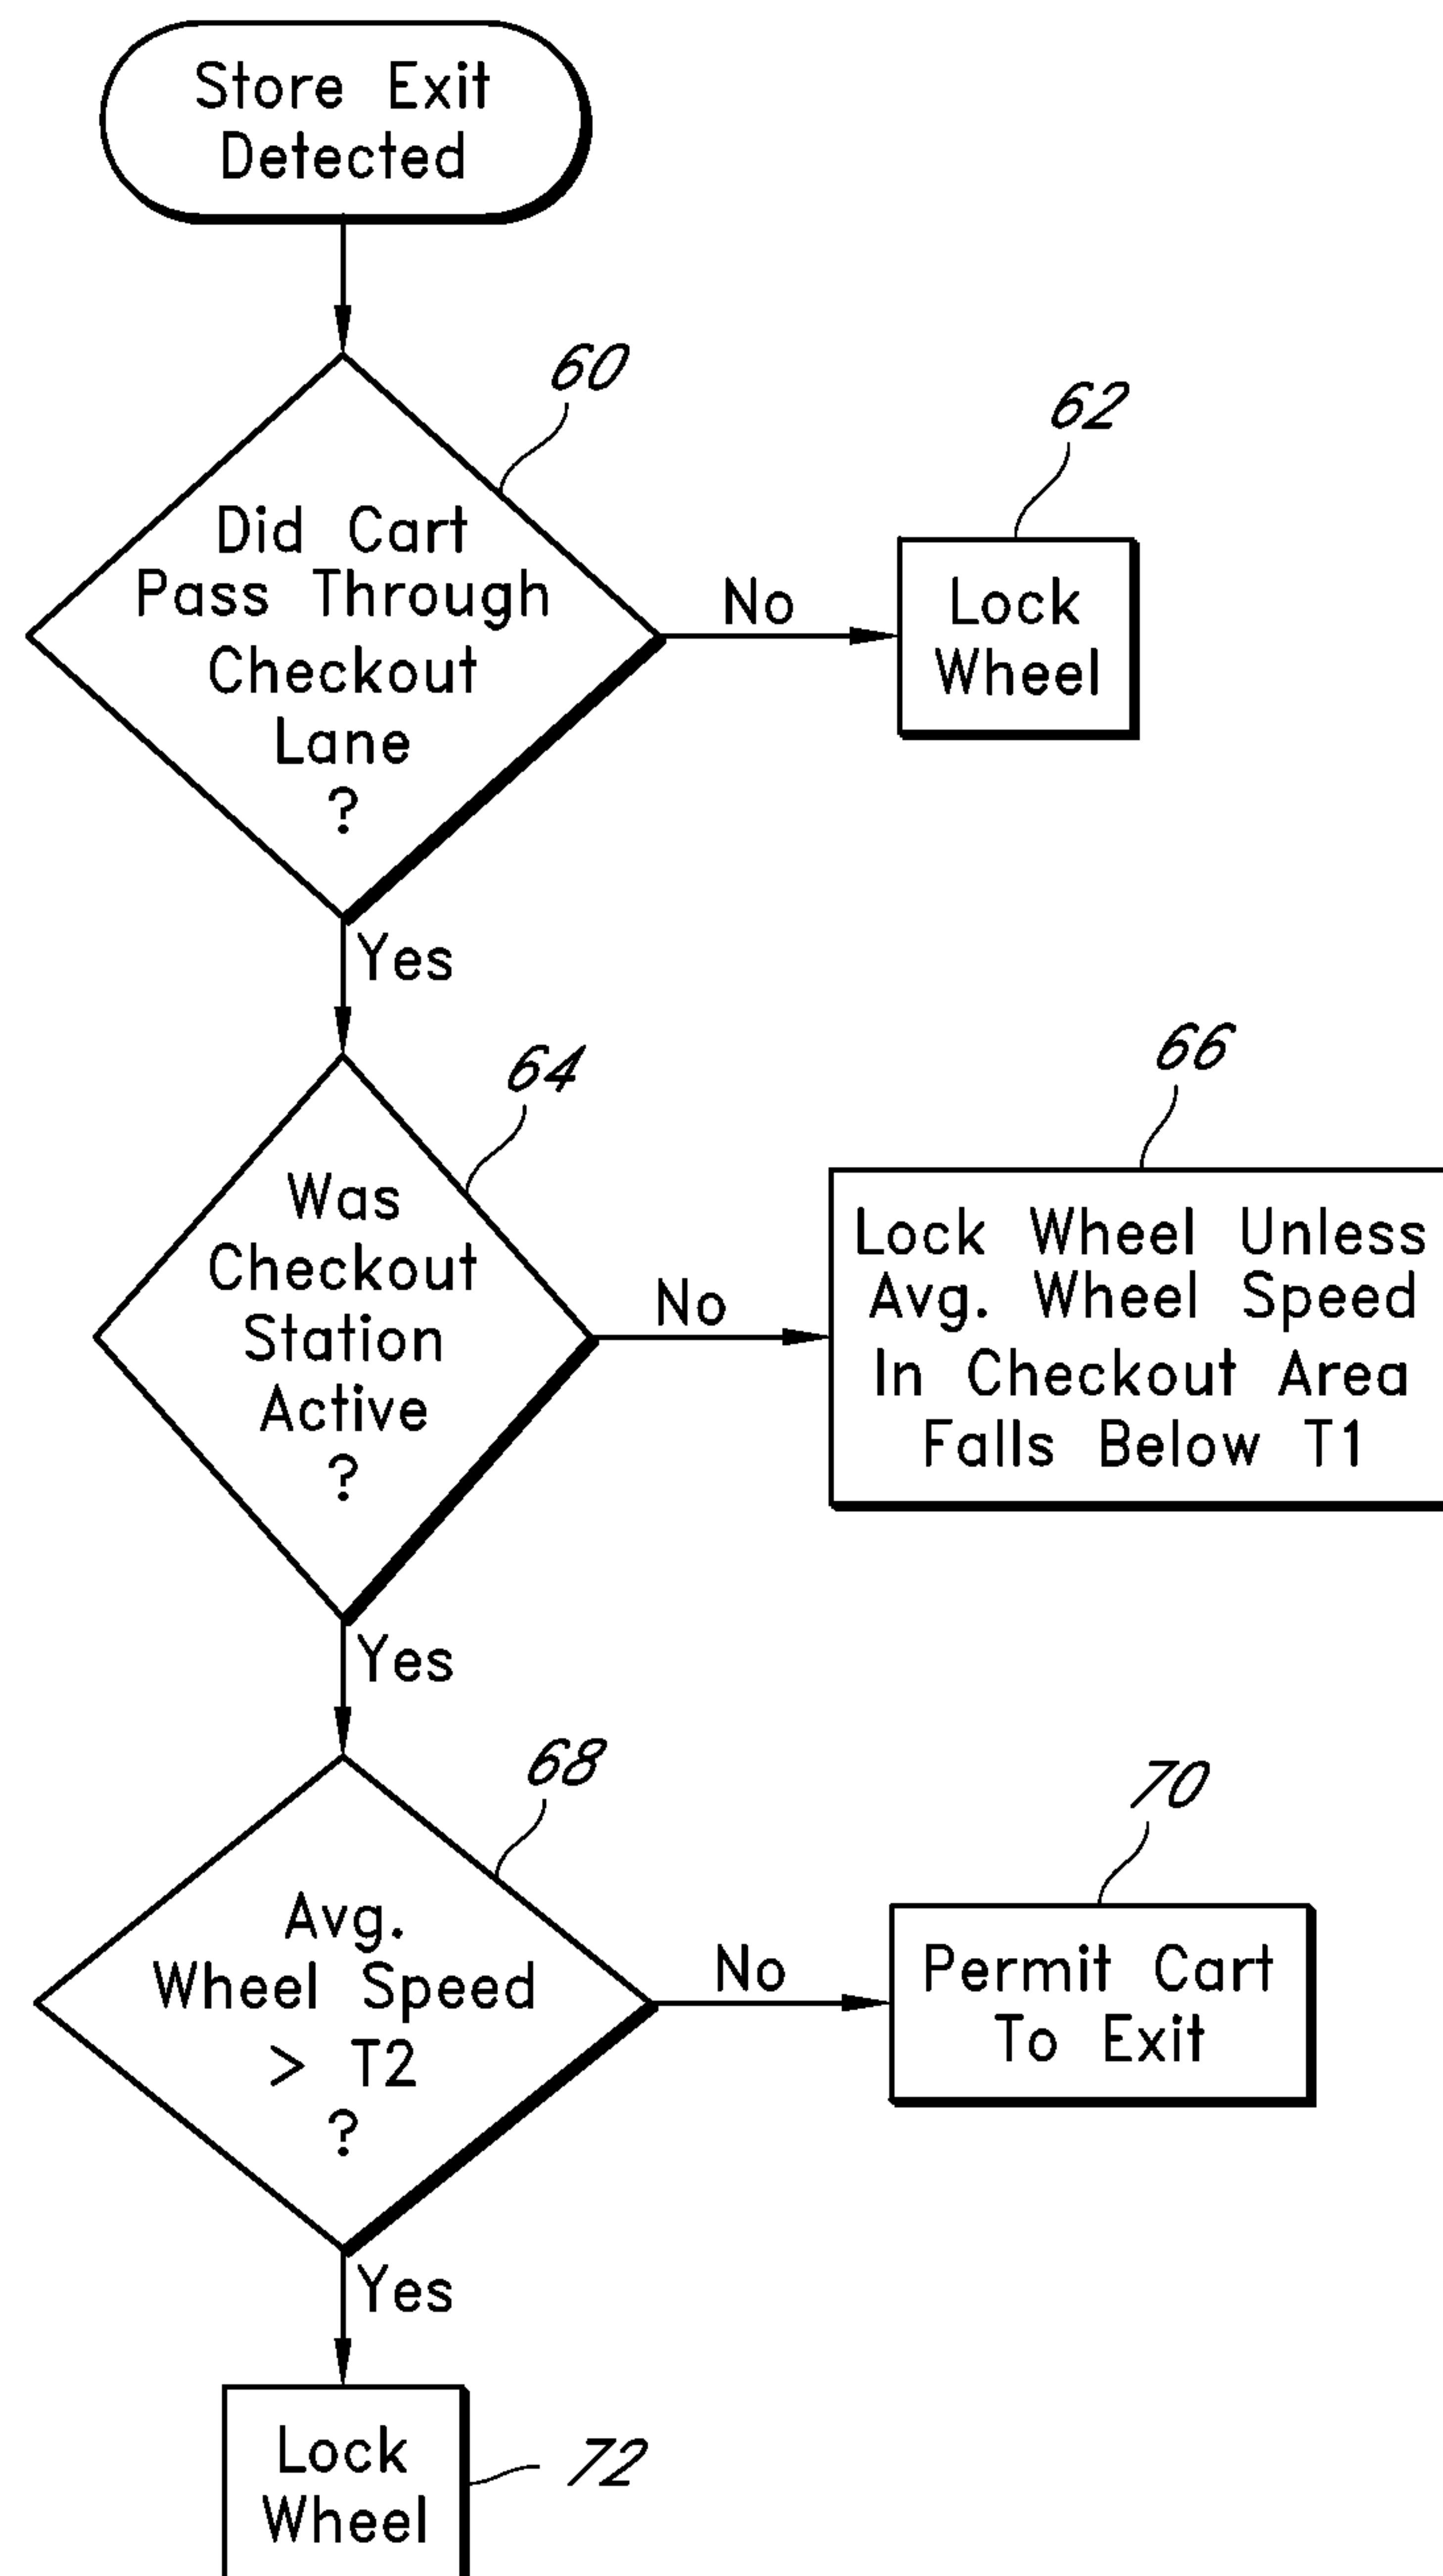 Store Exit
Detected
60
Did Cart
Pass Through
Checkout
Lane
?
No
62
Lock
Wheel
Yes
64
Was
Checkout
Station
Active
?
No
66
Lock Wheel Unless
Avg. Wheel Speed
In Checkout Area
Falls Below T1
Yes
68
Avg.
Wheel Speed
> T2
?
No
70
Permit Cart
To Exit
Yes
Lock
Wheel
72